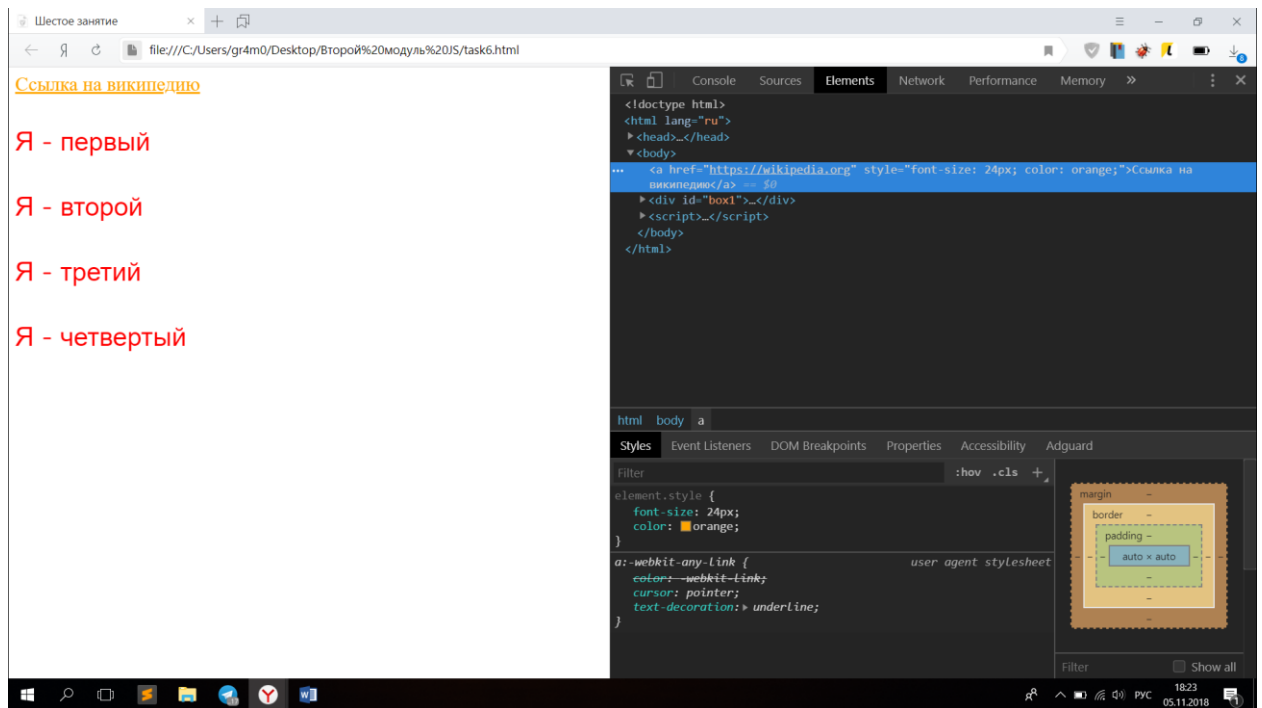 Шестое занятие
file:///C:/Users/gr4m0/Desktop/Второй%20модуль%20JS/task6.html
Ссылка на википедию
Я - первый
Я - второй
Я - третий
Я - четвертый
Console Sources Elements Network Performance Memory »
<!doctype html>
<html lang="ru">
▶<head>…</head>
▼<body>
… <a href="https://wikipedia.org" style="font-size: 24px; color: orange;">Ссылка на
википедию</a> == $0
▶<div id="box1">…</div>
▶<script>…</script>
</body>
</html>
html body a
Styles Event Listeners DOM Breakpoints Properties Accessibility Adguard
Filter :hov .cls +
element.style {
font-size: 24px;
color: orange;
}
a:-webkit-any-link { user agent stylesheet
color: -webkit-link;
cursor: pointer;
text-decoration:▶ underline;
}
margin –
border –
padding –
– – – auto × auto – – –
–
–
–
Filter Show all
РУС 18:23
05.11.2018